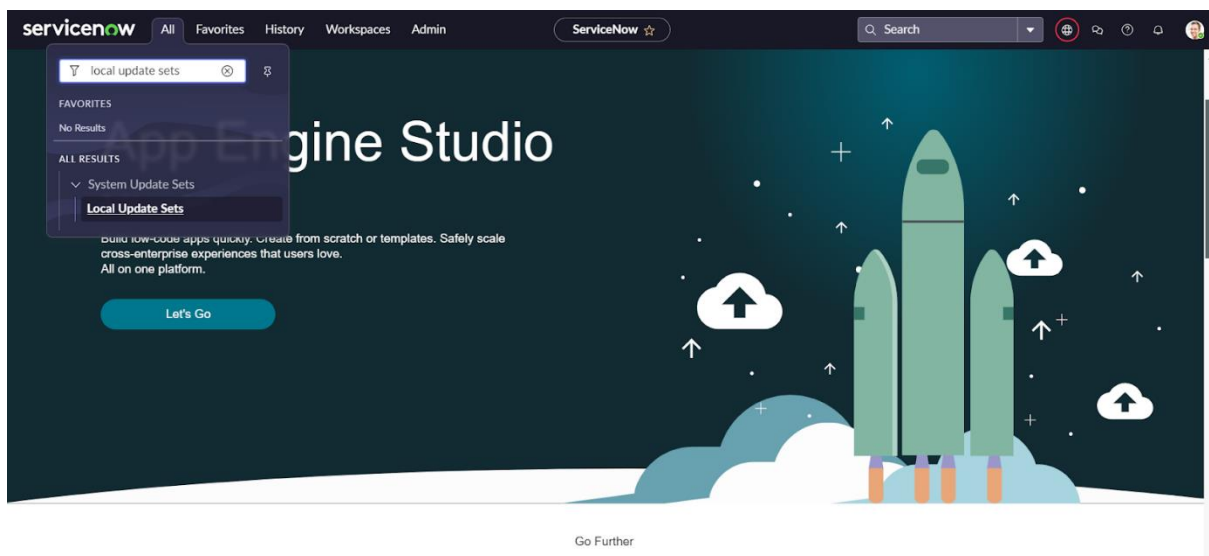 servicenow All Favorites History Workspaces Admin ServiceNow Search
local update sets
FAVORITES
No Results
App Engine Studio
ALL RESULTS
System Update Sets
Local Update Sets
Build low-code apps quickly. Create from scratch or templates. Safely scale
cross-enterprise experiences that users love.
All on one platform.
Let's Go
Go Further